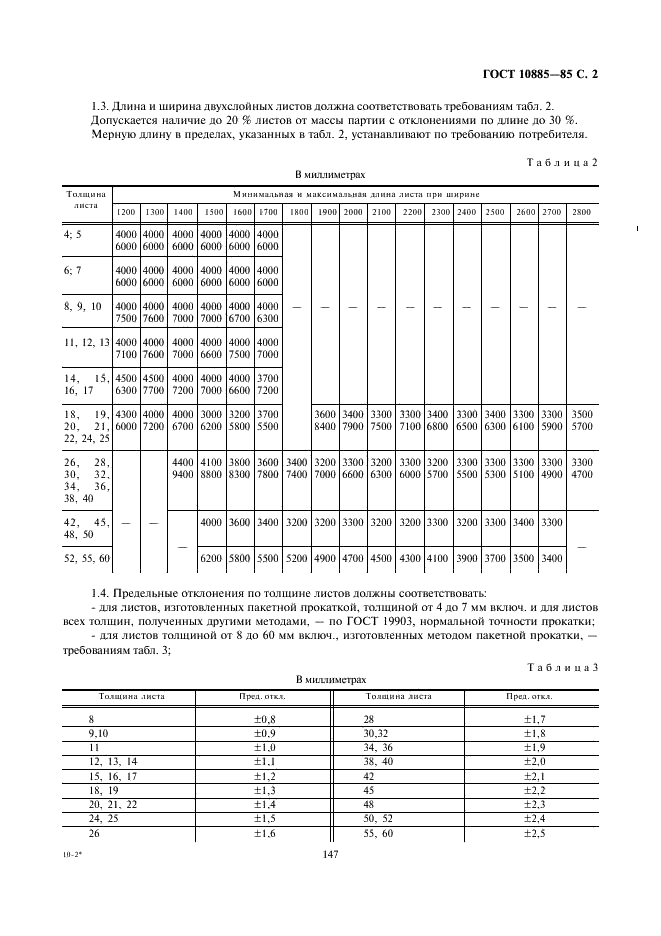 ГОСТ 10885—85 С. 2
1.3. Длина и ширина двухслойных листов должна соответствовать требованиям табл. 2.
Допускается наличие до 20 % листов от массы партии с отклонениями по длине до 30 %.
Мерную длину в пределах, указанных в табл. 2, устанавливают по требованию потребителя.
Таблица 2
В миллиметрах
Толщина листа Минимальная и максимальная длина листа при ширине
1200 1300 1400 1500 1600 1700 1800 1900 2000 2100 2200 2300 2400 2500 2600 2700 2800
4; 5 4000 4000 4000 4000 4000 4000
6000 6000 6000 6000 6000 6000
6; 7 4000 4000 4000 4000 4000 4000
6000 6000 6000 6000 6000 6000
8, 9, 10 4000 4000 4000 4000 4000 4000 — — — — — — — — — — —
7500 7600 7000 7000 6700 6300
11, 12, 13 4000 4000 4000 4000 4000 4000
7100 7600 7000 6600 7500 7000
14, 15, 4500 4500 4000 4000 4000 3700
16, 17 6300 7700 7200 7000 6600 7200
18, 19, 4300 4000 4000 3000 3200 3700 3600 3400 3300 3300 3400 3300 3400 3300 3300 3500
20, 21, 6000 7200 6700 6200 5800 5500 8400 7900 7500 7100 6800 6500 6300 6100 5900 5700
22, 24, 25
26, 28, 4400 4100 3800 3600 3400 3200 3300 3200 3300 3200 3300 3300 3300 3300 3300
30, 32, 9400 8800 8300 7800 7400 7000 6600 6300 6000 5700 5500 5300 5100 4900 4700
34, 36,
38, 40
42, 45, — — 4000 3600 3400 3200 3200 3300 3200 3300 3200 3300 3200 3400 3300
48, 50
— —
52, 55, 60 6200 5800 5500 5200 4900 4700 4500 4300 4100 3900 3700 3500 3400
1.4. Предельные отклонения по толщине листов должны соответствовать:
- для листов, изготовленных пакетной прокаткой, толщиной от 4 до 7 мм включ. и для листов
всех толщин, полученных другими методами, — по ГОСТ 19903, нормальной точности прокатки;
- для листов толщиной от 8 до 60 мм включ., изготовленных методом пакетной прокатки, —
требованиям табл. 3;
Таблица 3
В миллиметрах
Толщина листа Пред. откл. Толщина листа Пред. откл.
8 ±0,8 28 ±1,7
9,10 ±0,9 30,32 ±1,8
11 ±1,0 34, 36 ±1,9
12, 13, 14 ±1,1 38, 40 ±2,0
15, 16, 17 ±1,2 42 ±2,1
18, 19 ±1,3 45 ±2,2
20, 21, 22 ±1,4 48 ±2,3
24, 25 ±1,5 50, 52 ±2,4
26 ±1,6 55, 60 ±2,5
10-2* 147